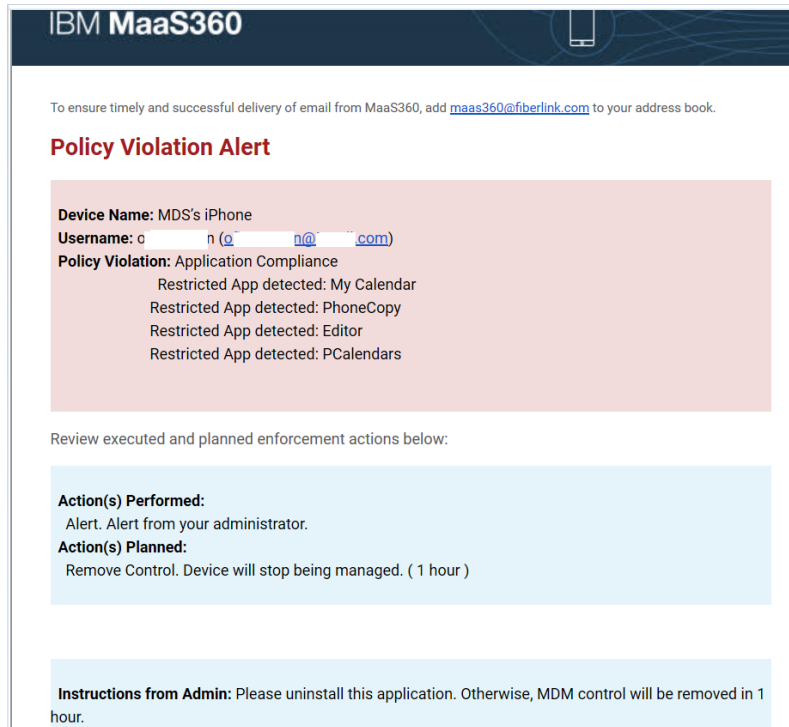 IBM MaaS360
To ensure timely and successful delivery of email from MaaS360, add maas360@fiberlink.com to your address book.
Policy Violation Alert
Device Name: MDS's iPhone
Username: o n (o n@ .com)
Policy Violation: Application Compliance
Restricted App detected: My Calendar
Restricted App detected: PhoneCopy
Restricted App detected: Editor
Restricted App detected: PCalendars
Review executed and planned enforcement actions below:
Action(s) Performed:
Alert. Alert from your administrator.
Action(s) Planned:
Remove Control. Device will stop being managed. ( 1 hour )
Instructions from Admin: Please uninstall this application. Otherwise, MDM control will be removed in 1
hour.